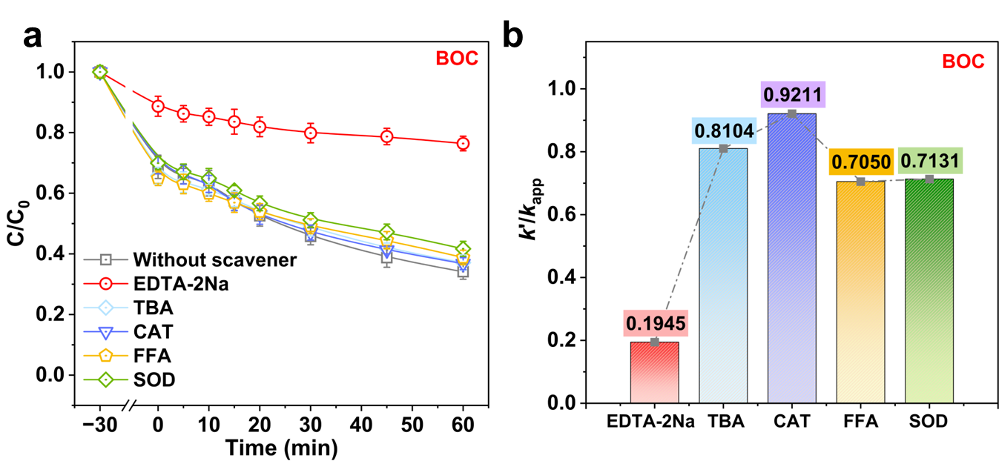 a
BOC
1.0
0.8
0.6
0.4
0.2
0.0
C/C0
Without scavener
EDTA-2Na
TBA
CAT
FFA
SOD
−30 0 10 20 30 40 50 60
Time (min)
b
BOC
1.0
0.8
0.6
0.4
0.2
0.0
k'/kapp
0.1945
0.8104
0.9211
0.7050
0.7131
EDTA-2Na TBA CAT FFA SOD